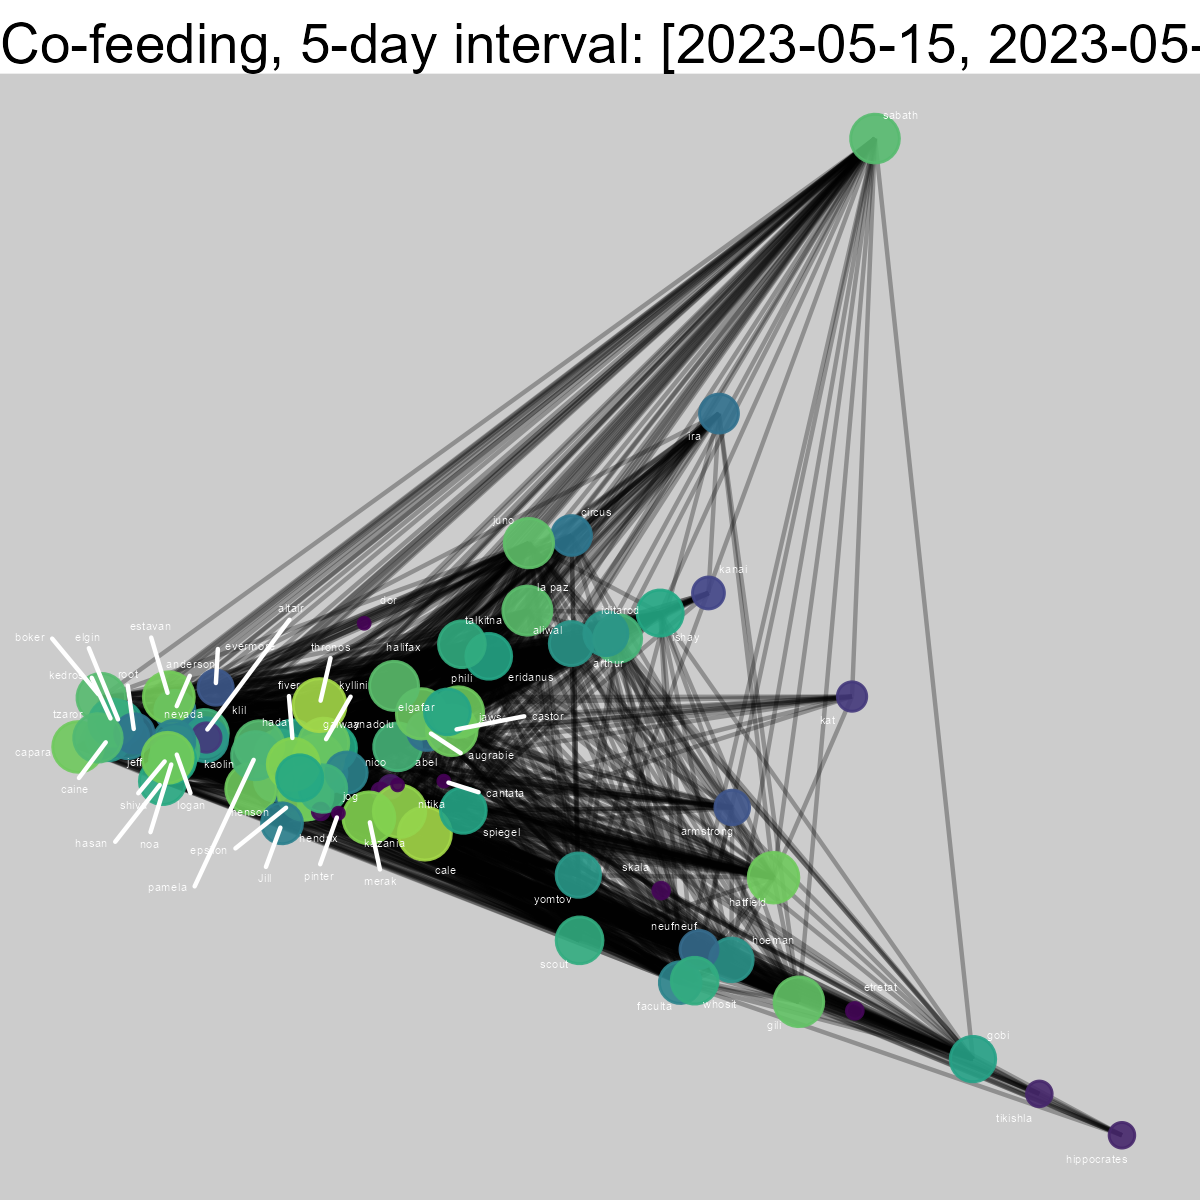 Co-feeding, 5-day interval: [2023-05-15, 2023-05-
sabath
ira
circus
juno
kanai
la paz
dor
altair
iditarod
talkitna
estavan
aliwal
ishay
boker
elgin
evermore
thronos
halifax
arthur
anderson
kedros
root
phili
eridanus
fiver
kyllini
tzaror
nevada
klil
elgafar
jaws
castor
kat
hadar
galway
anadolu
capara
jeff
kaolin
nico
abel
augrabie
caine
cantata
shiva
logan
jog
nitika
henson
spiegel
armstrong
hasan
noa
epsilon
hendrix
kazania
pamela
Jill
pinter
merak
cale
skala
yomtov
hatfield
neufneuf
hoeman
scout
etretat
faculta
whosit
gill
gobi
tikishla
hippocrates